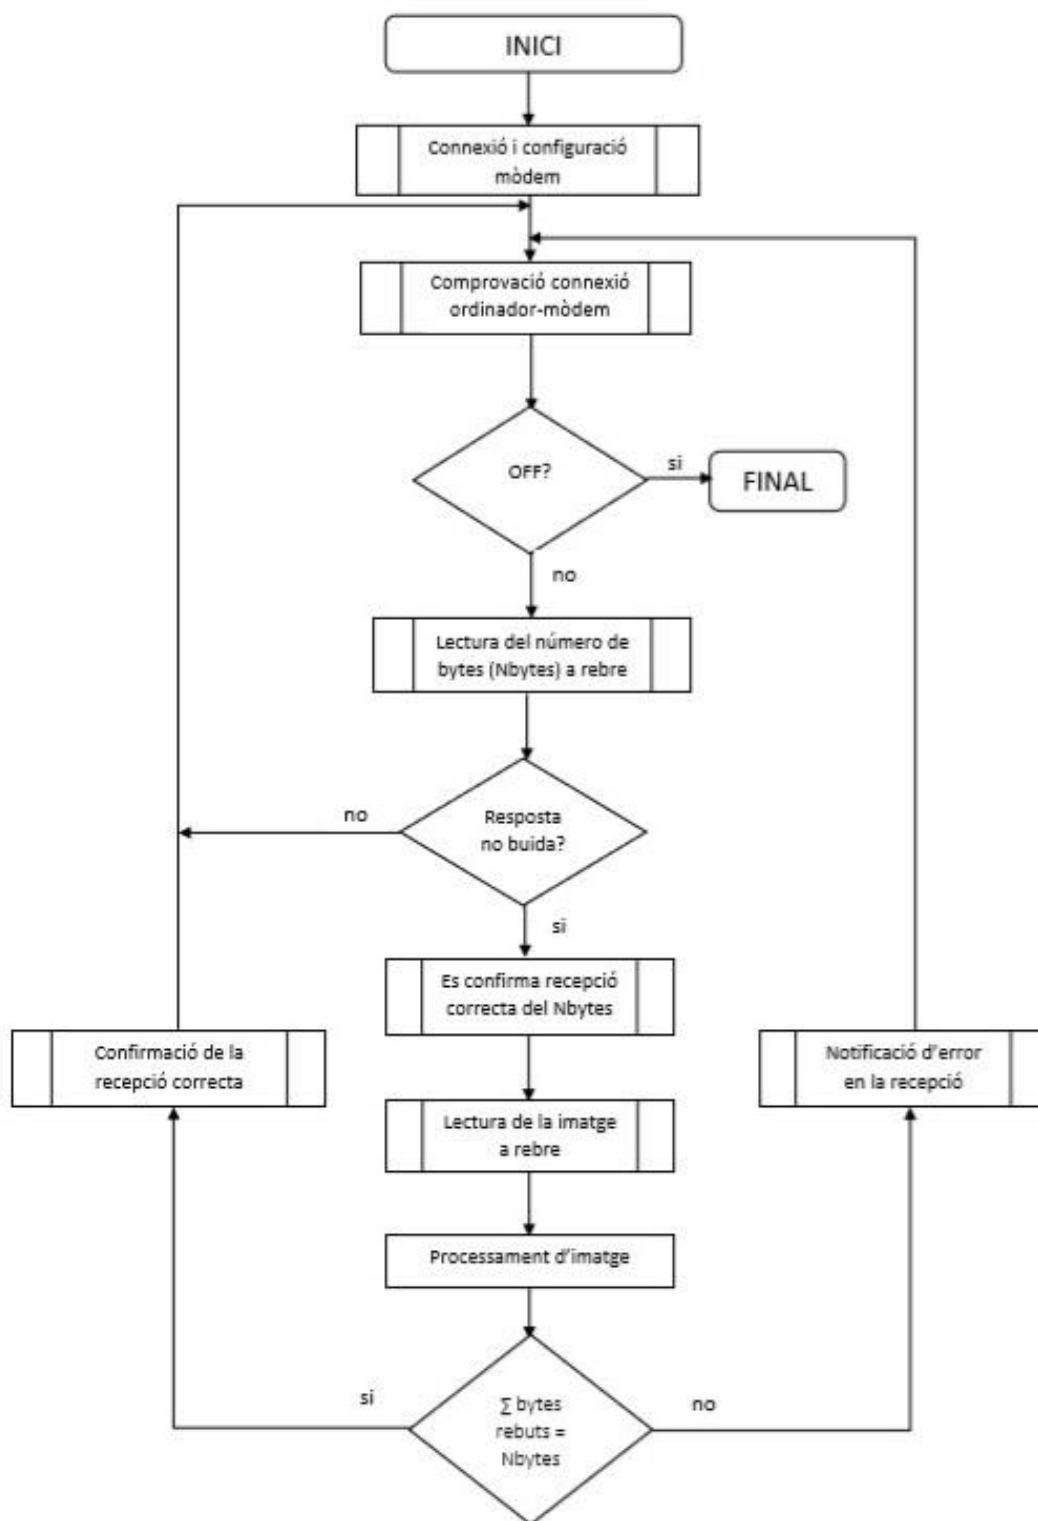 INICI
Connexió i configuració
mòdem
Comprovació connexió
ordinador-mòdem
OFF?
si
FINAL
no
Lectura del número de
bytes (Nbytes) a rebre
Resposta
no buida?
no
si
Es confirma recepció
correcta del Nbytes
Confirmació de la
recepció correcta
Notificació d'error
en la recepció
Lectura de la imatge
a rebre
Processament d'imatge
si
∑ bytes
rebuts =
Nbytes
no